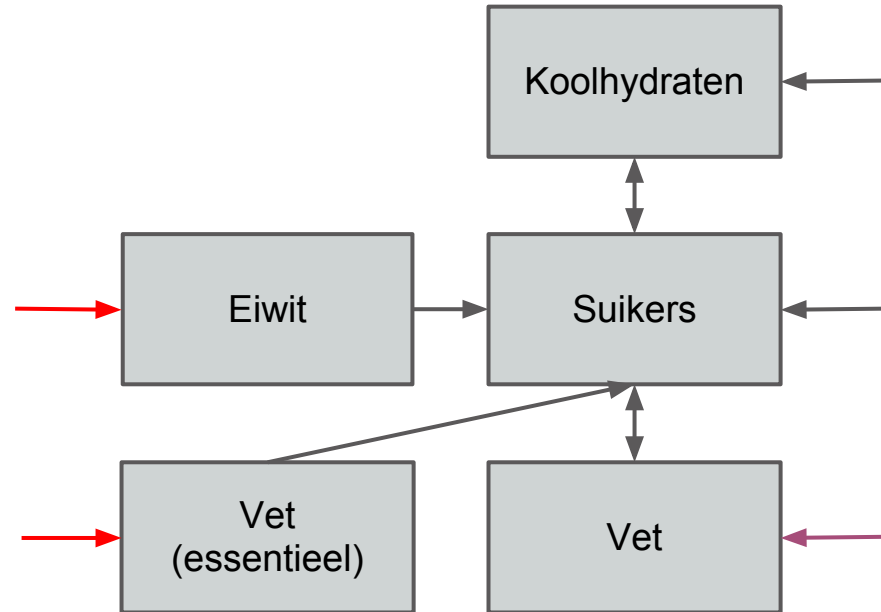 Koolhydraten
Eiwit
Suikers
Vet
(essentieel)
Vet